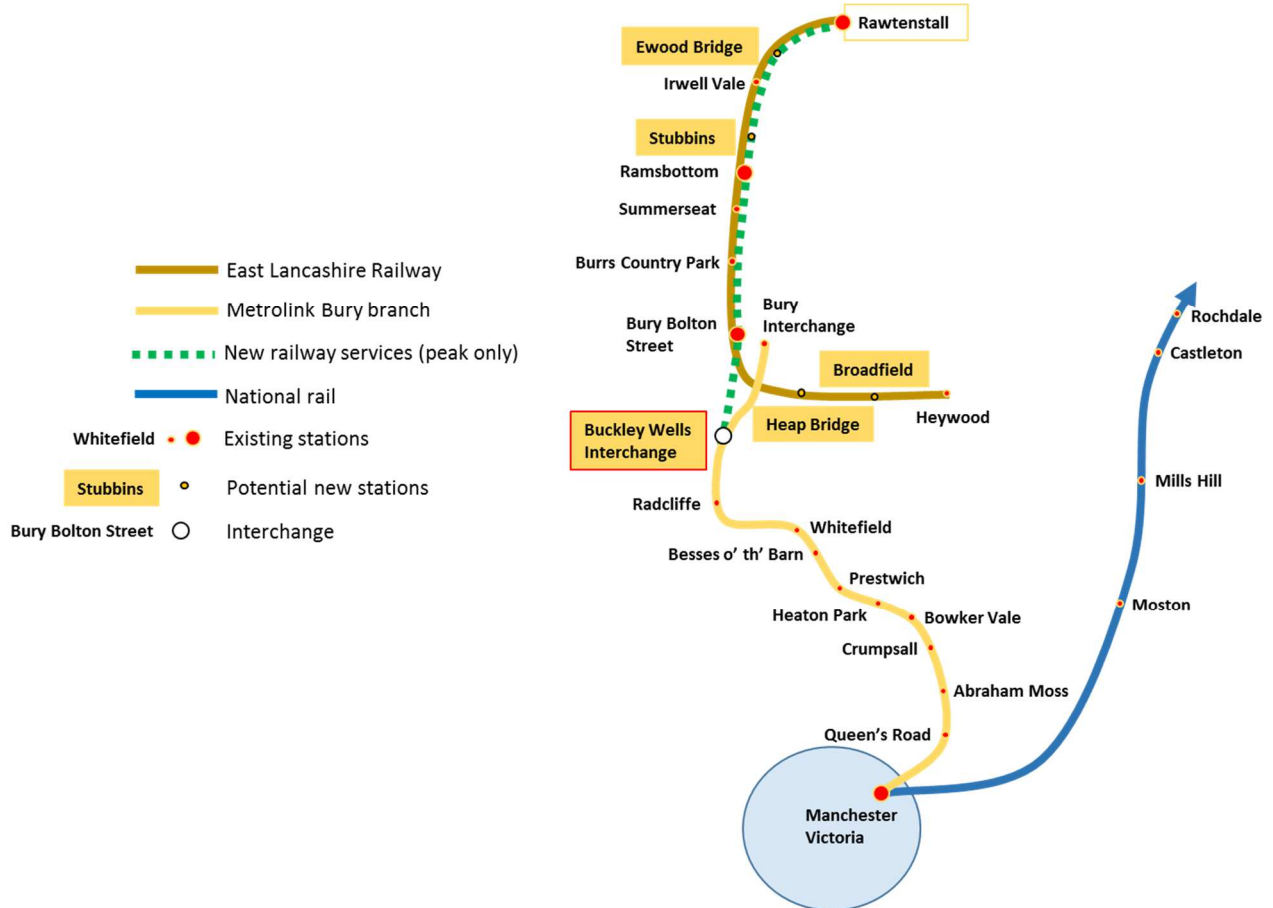 Rawtenstall
Ewood Bridge
Irwell Vale
Stubbins
Ramsbottom
Summerseat
Burrs Country Park
Bury Bolton
Street
Bury
Interchange
Broadfield
Heap Bridge
Heywood
Buckley Wells
Interchange
Radcliffe
Whitefield
Besses o’ th’ Barn
Prestwich
Heaton Park
Bowker Vale
Crumpsall
Abraham Moss
Queen’s Road
Manchester
Victoria
Rochdale
Castleton
Mills Hill
Moston
East Lancashire Railway
Metrolink Bury branch
New railway services (peak only)
National rail
Whitefield Existing stations
Stubbins Potential new stations
Bury Bolton Street Interchange